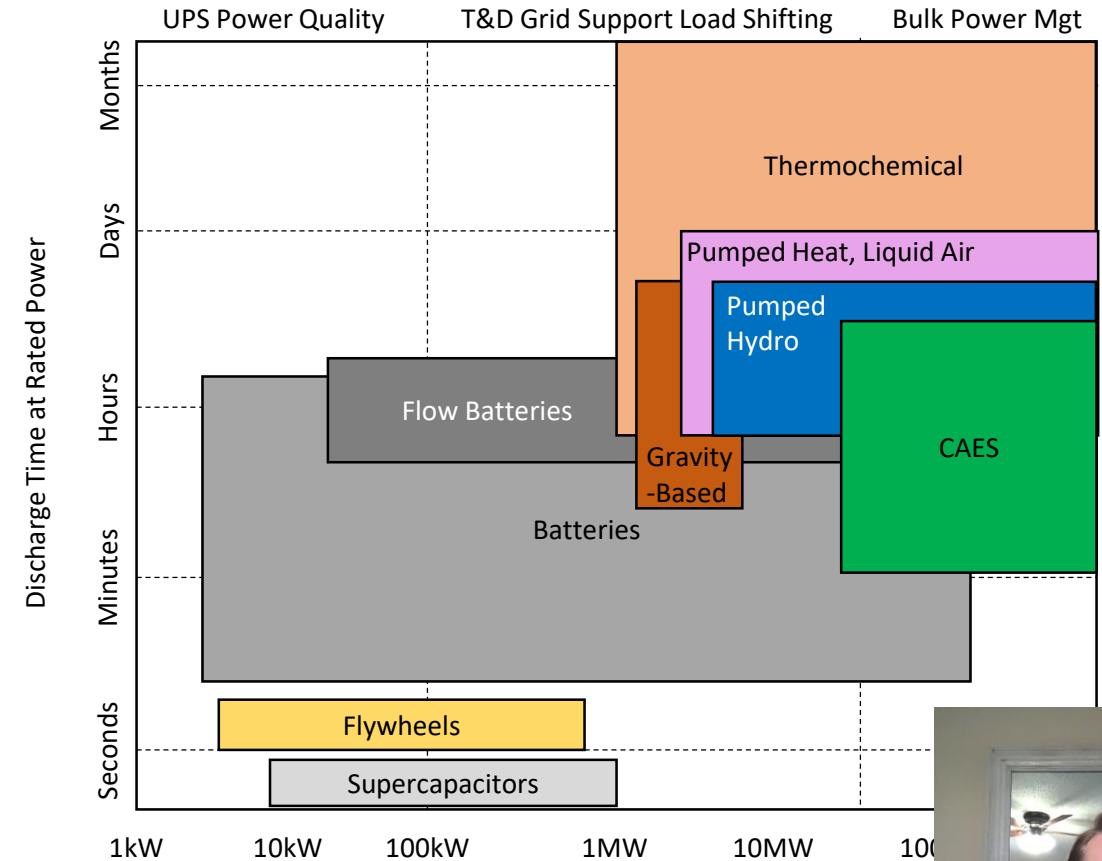 UPS Power Quality
T&D Grid Support Load Shifting
Bulk Power Mgt
Discharge Time at Rated Power
Months
Days
Hours
Minutes
Seconds
Thermochemical
Pumped Heat, Liquid Air
Pumped
Hydro
Flow Batteries
CAES
Gravity
-Based
Batteries
Flywheels
Supercapacitors
1kW
10kW
100kW
1MW
10MW